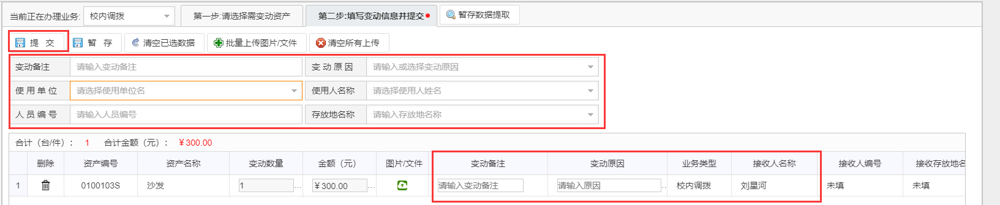 当前正在办理业务: 校内调拨 第一步:请选择需变动资产 第二步:填写变动信息并提交 暂存数据提取
提 交 暂 存 清空已选数据 批量上传图片/文件 清空所有上传
变动备注 请输入变动备注 变 动 原 因 请输入或选择变动原因
使 用 单 位 请选择使用单位名 使用人名称 请选择使用人姓名
人 员 编 号 请输入人员编号 存放地名称 请输入存放地名称
合计（台/件）： 1 合计金额（元）： ￥300.00
删除 资产编号 资产名称 变动数量 金额（元） 图片/文件 变动备注 变动原因 业务类型 接收人名称 接收人编号 接收存放地名
1 0100103S 沙发 1 ... ￥300.00 ... 请输入变动备注 请输入原因 .. 校内调拨 刘星河 未填 未填